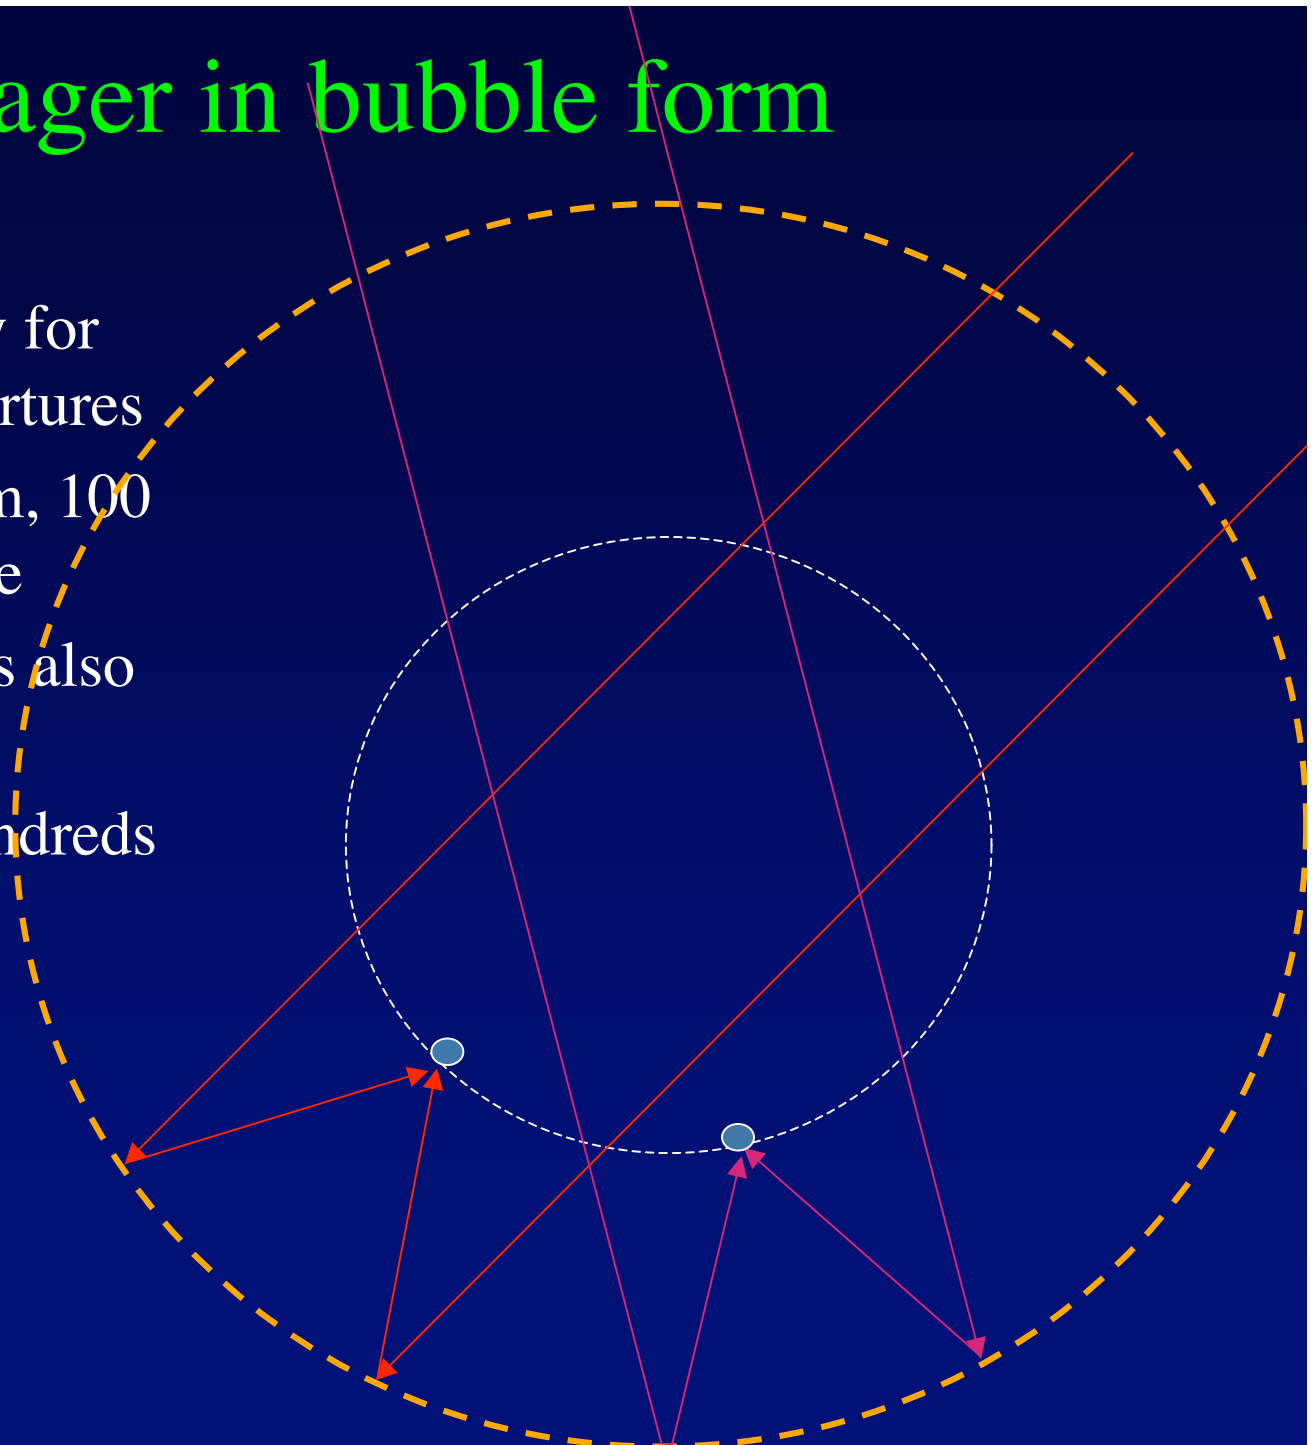 ager in bubble form
for
rtures
m, 100
e
s also
ndreds